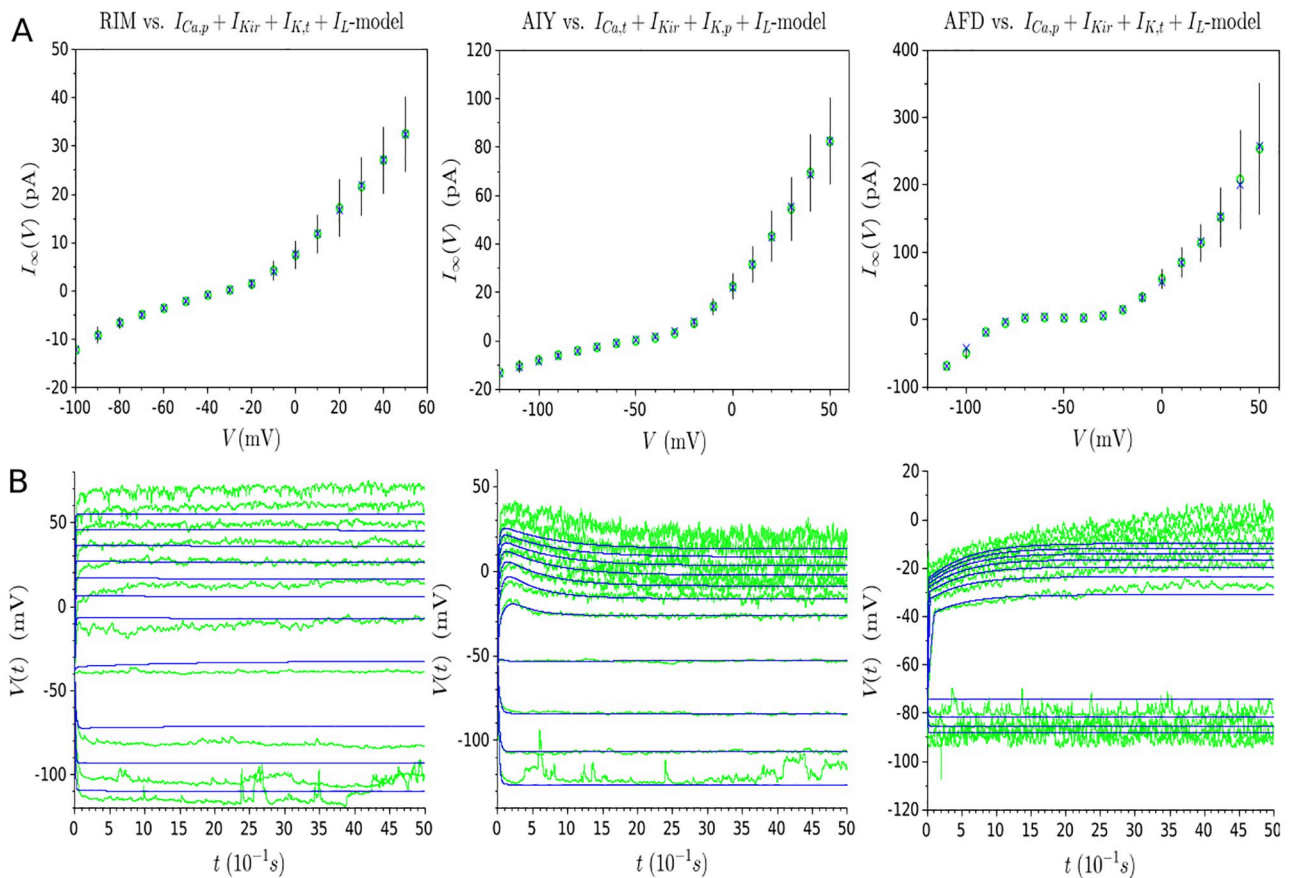 A
RIM vs. I_{Ca,p} + I_{Kir} + I_{K,t} + I_L-model
AIY vs. I_{Ca,t} + I_{Kir} + I_{K,p} + I_L-model
AFD vs. I_{Ca,p} + I_{Kir} + I_{K,t} + I_L-model
I_∞(V) (pA)
50
40
30
20
10
0
-10
-20
-100 -80 -60 -40 -20 0 20 40 60
V (mV)
I_∞(V) (pA)
120
100
80
60
40
20
0
-20
-100 -50 0 50
V (mV)
I_∞(V) (pA)
400
300
200
100
0
-100
-100 -50 0 50
V (mV)
B
V(t) (mV)
50
0
-50
-100
0 5 10 15 20 25 30 35 40 45 50
t (10^{-1}s)
V(t) (mV)
50
0
-50
-100
0 5 10 15 20 25 30 35 40 45 50
t (10^{-1}s)
V(t) (mV)
20
0
-20
-40
-60
-80
-100
-120
0 5 10 15 20 25 30 35 40 45 50
t (10^{-1}s)